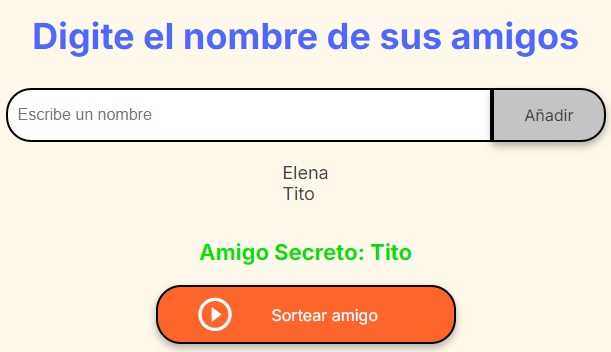 Digite el nombre de sus amigos
Escribe un nombre
Añadir
Elena
Tito
Amigo Secreto: Tito
Sortear amigo